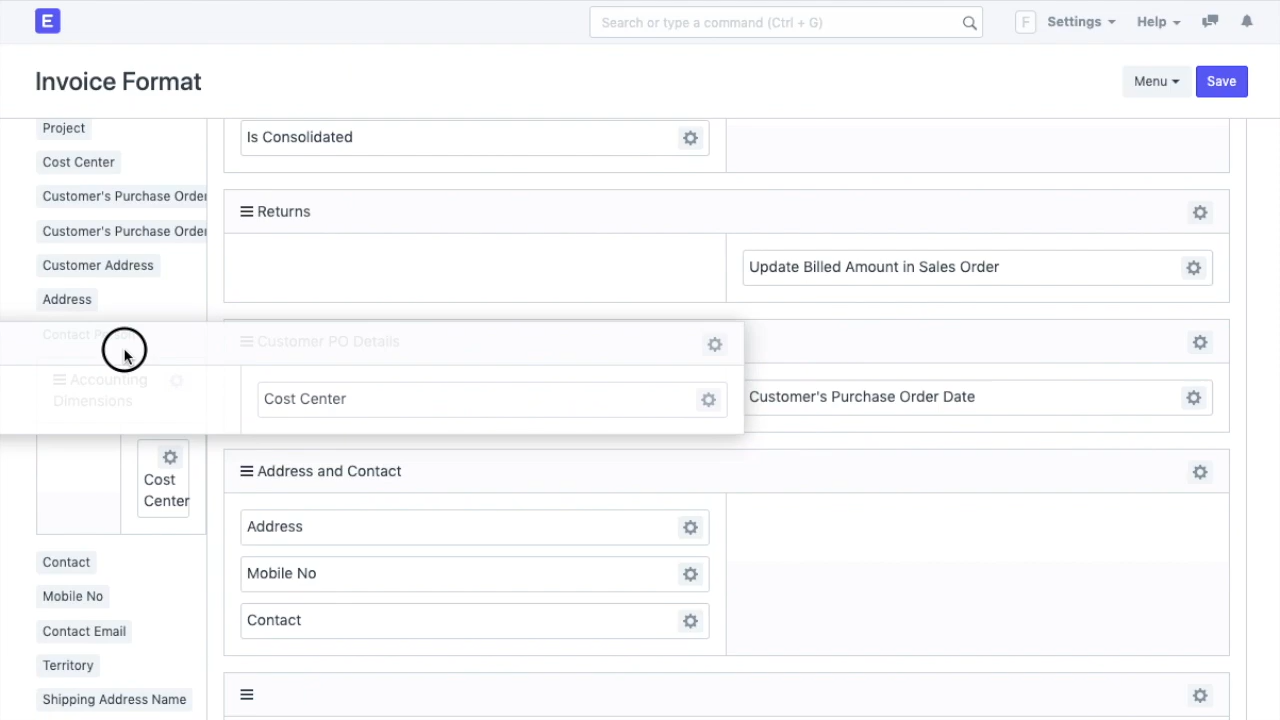 E
Search or type a command (Ctrl + G)
F
Settings
Help
Invoice Format
Menu
Save
Project
Cost Center
Customer's Purchase Order
Customer's Purchase Order
Customer Address
Address
Contact Person
Accounting
Dimensions
Cost
Center
Contact
Mobile No
Contact Email
Territory
Shipping Address Name
Is Consolidated
Returns
Update Billed Amount in Sales Order
Customer PO Details
Cost Center
Customer's Purchase Order Date
Address and Contact
Address
Mobile No
Contact